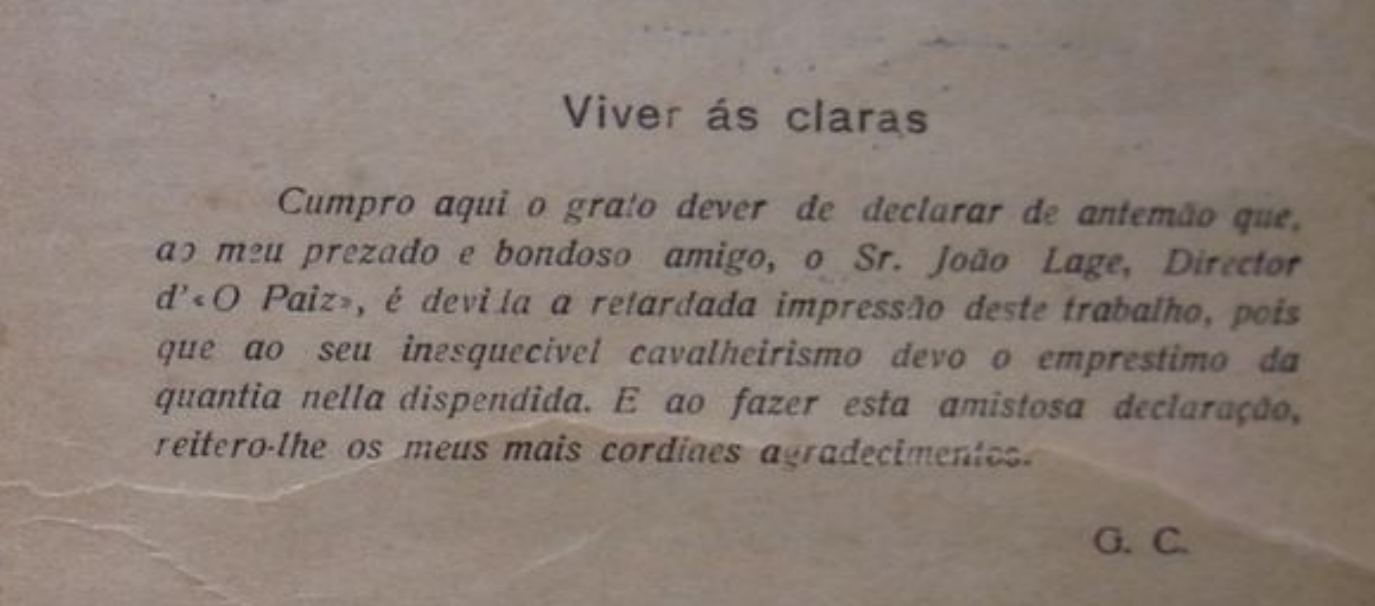 Viver ás claras
Cumpro aqui o grato dever de declarar de antemão que,
ao meu prezado e bondoso amigo, o Sr. João Lage, Director
d'«O Paiz», é devida a retardada impressão deste trabalho, pois
que ao seu inesquecivel cavalheirismo devo o emprestimo da
quantia nella dispendida. E ao fazer esta amistosa declaração,
reitero-lhe os meus mais cordiaes agradecimentos.
G. C.